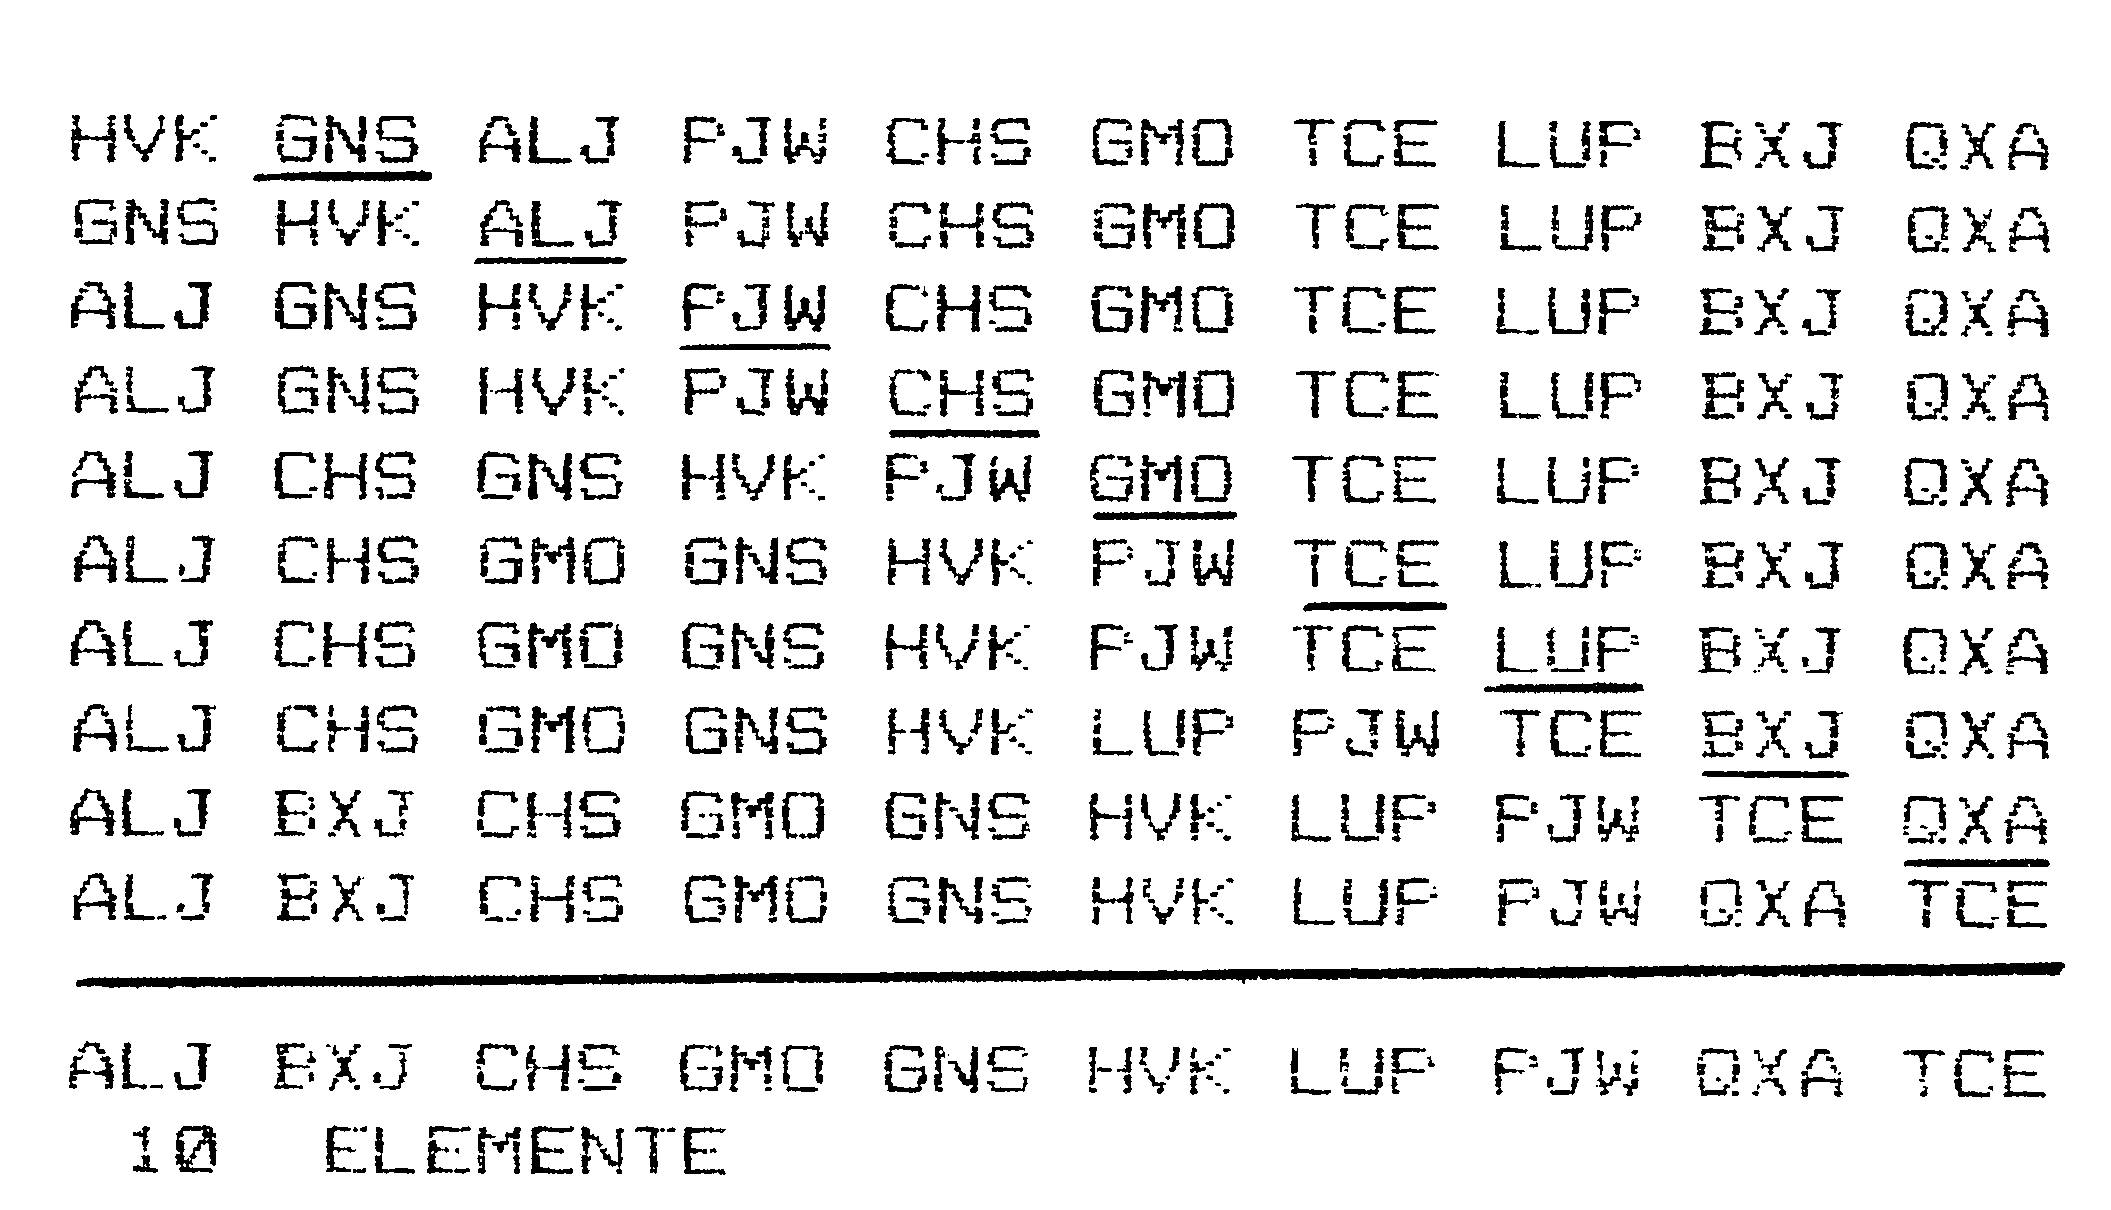 HVK GNS ALJ PJW CHS GMO TCE LUP BXJ QXA
GNS HVK ALJ PJW CHS GMO TCE LUP BXJ QXA
ALJ GNS HVK PJW CHS GMO TCE LUP BXJ QXA
ALJ GNS HVK PJW CHS GMO TCE LUP BXJ QXA
ALJ CHS GNS HVK PJW GMO TCE LUP BXJ QXA
ALJ CHS GMO GNS HVK PJW TCE LUP BXJ QXA
ALJ CHS GMO GNS HVK PJW TCE LUP BXJ QXA
ALJ CHS GMO GNS HVK LUP PJW TCE BXJ QXA
ALJ BXJ CHS GMO GNS HVK LUP PJW TCE QXA
ALJ BXJ CHS GMO GNS HVK LUP PJW QXA TCE
ALJ BXJ CHS GMO GNS HVK LUP PJW QXA TCE
10 ELEMENTE